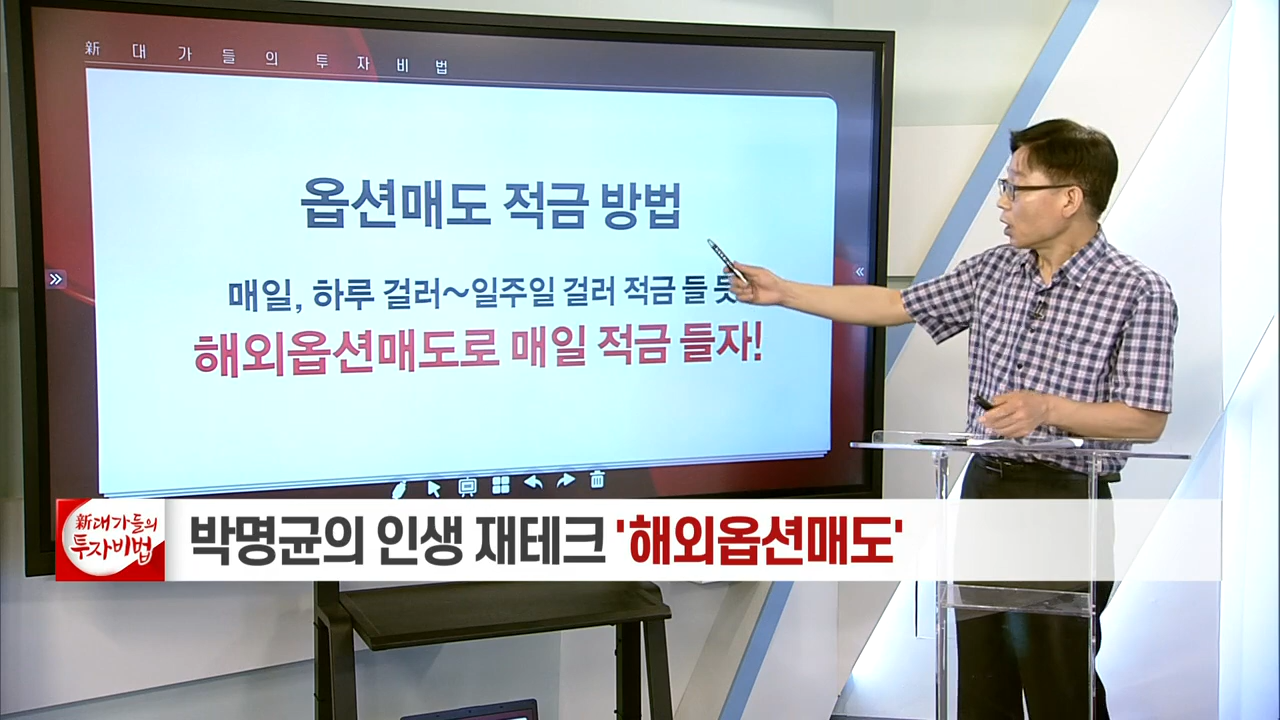 新 대 가 들 의 투 자 비 법
옵션매도 적금 방법
매일, 하루 걸러~일주일 걸러 적금 들 듯
해외옵션매도로 매일 적금 들자!
新대가들의
투자비법
박명균의 인생 재테크 '해외옵션매도'